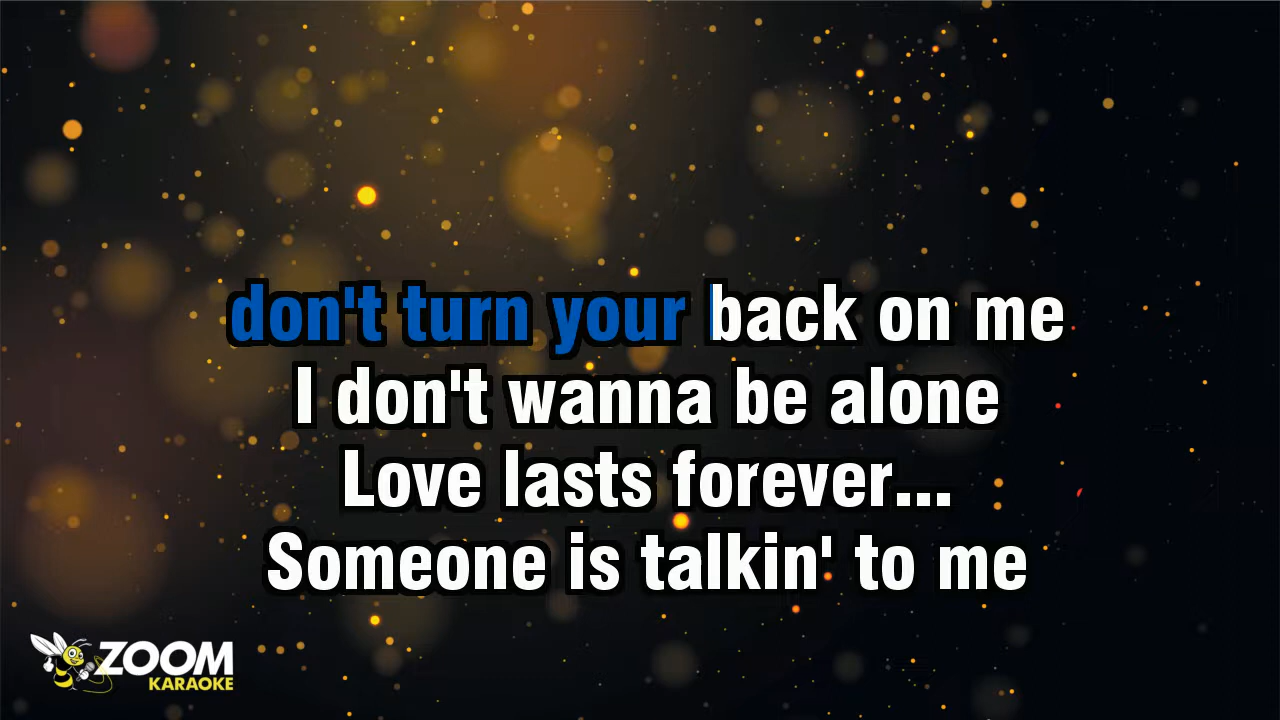 don't turn your back on me
I don't wanna be alone
Love lasts forever...
Someone is talkin' to me
ZOOM
KARAOKE